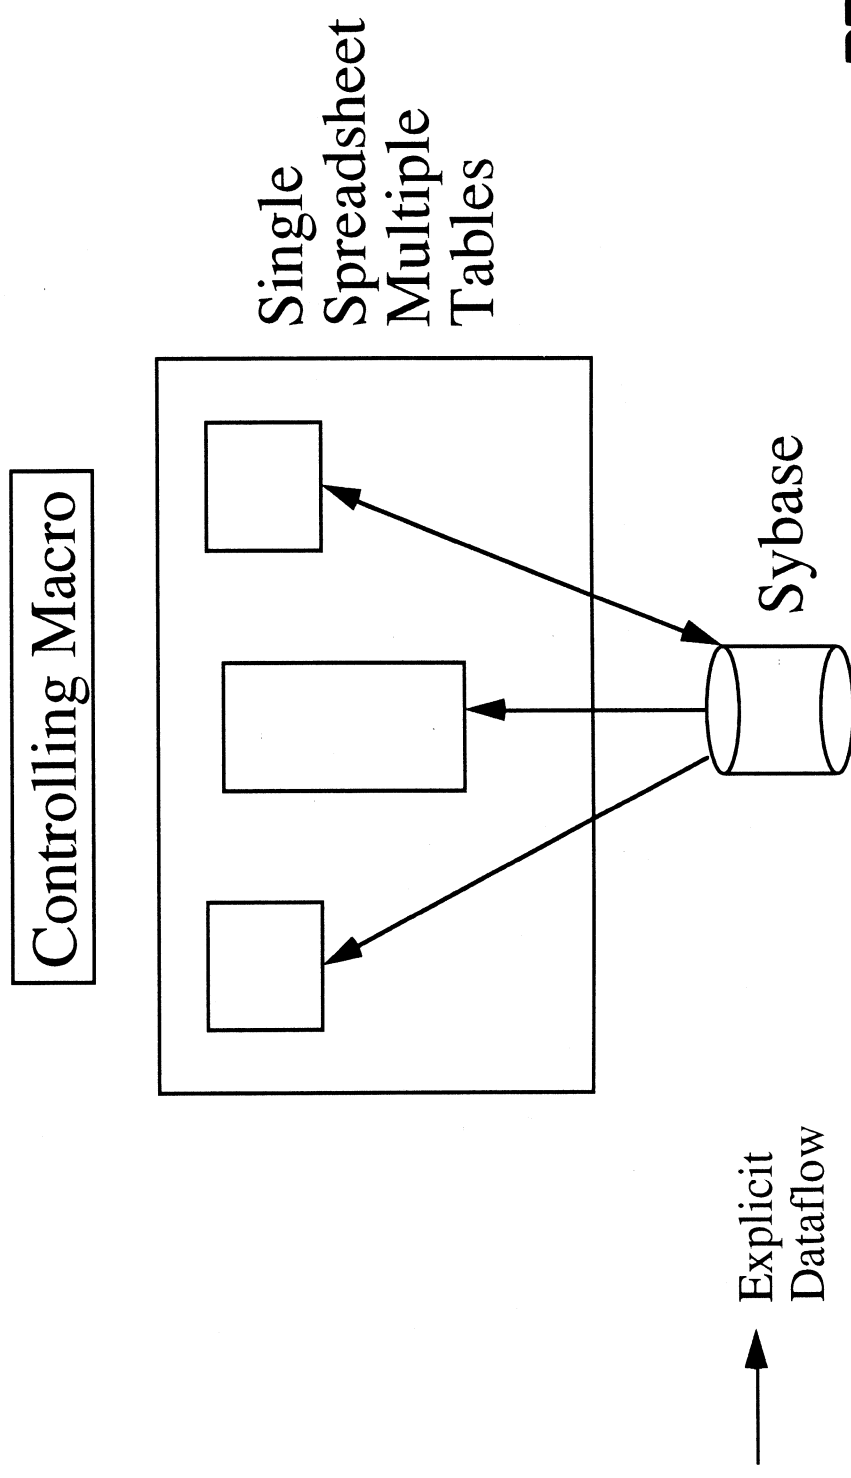 Controlling Macro
Single
Spreadsheet
Multiple
Tables
Sybase
Explicit
Dataflow